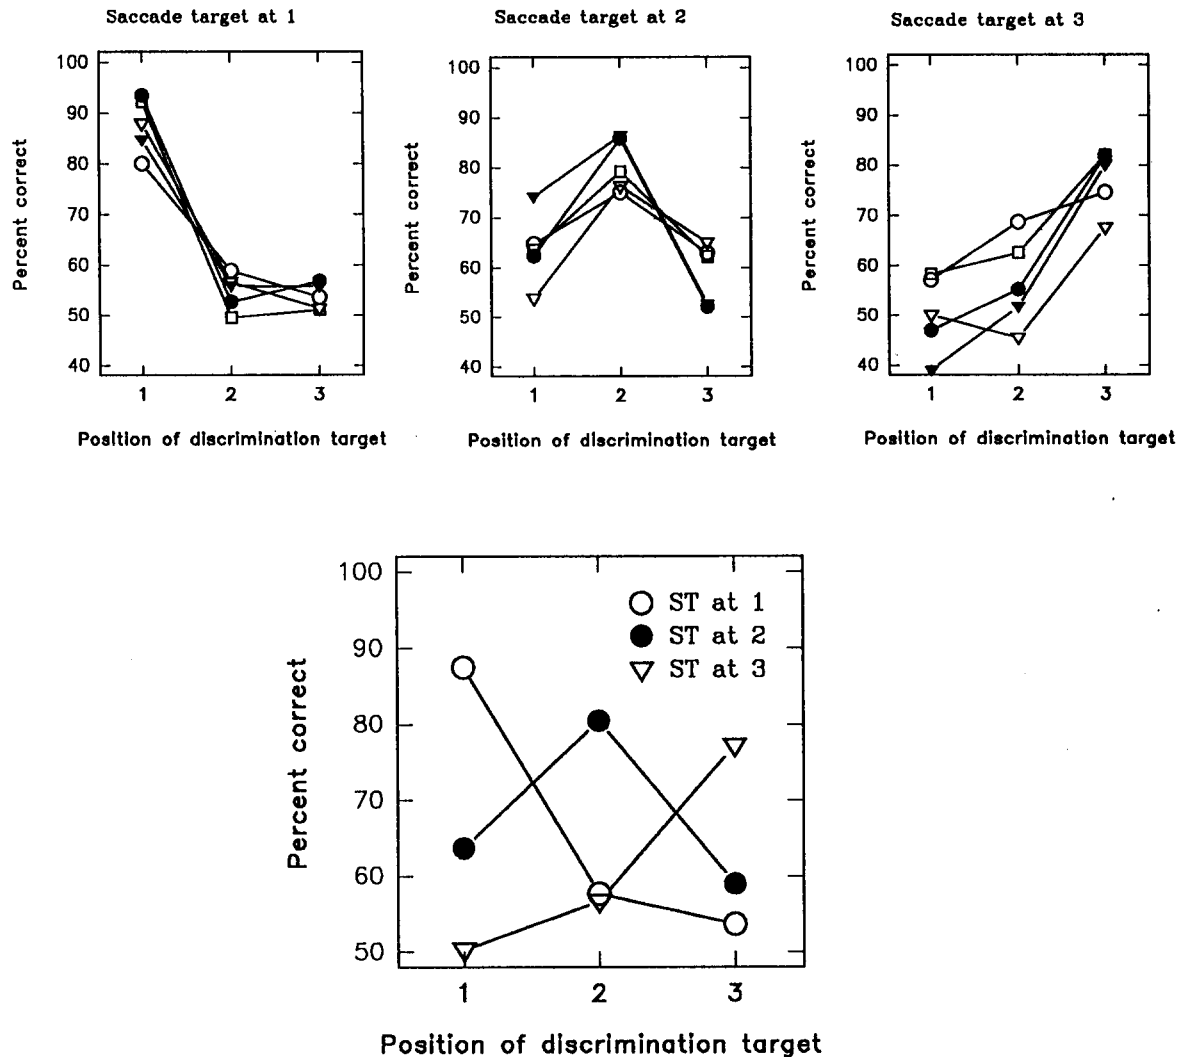 Saccade target at 1
Saccade target at 2
Saccade target at 3
100
90
80
70
60
50
40
Percent correct
1 2 3
Position of discrimination target
100
90
80
70
60
50
40
Percent correct
1 2 3
Position of discrimination target
100
90
80
70
60
50
40
Percent correct
1 2 3
Position of discrimination target
100
90
80
70
60
50
Percent correct
ST at 1
ST at 2
ST at 3
1 2 3
Position of discrimination target